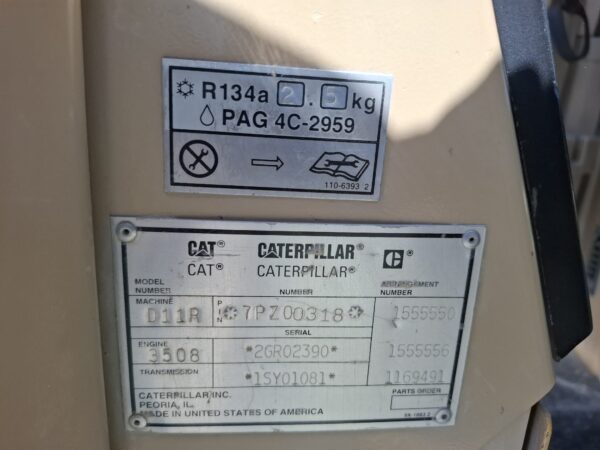 R134a 2.5 kg
PAG 4C-2959
110-6393 2
CAT® CATERPILLAR® C®
CAT® CATERPILLAR®
MODEL NUMBER NUMBER ARRANGEMENT NUMBER
MACHINE D11R PIN *7PZ00318* 1555550
SERIAL
ENGINE 3508 *2GR02390* 1555556
TRANSMISSION *1SY01081* 1169491
CATERPILLAR INC. PARTS ORDER
PEORIA, IL.
MADE IN UNITED STATES OF AMERICA